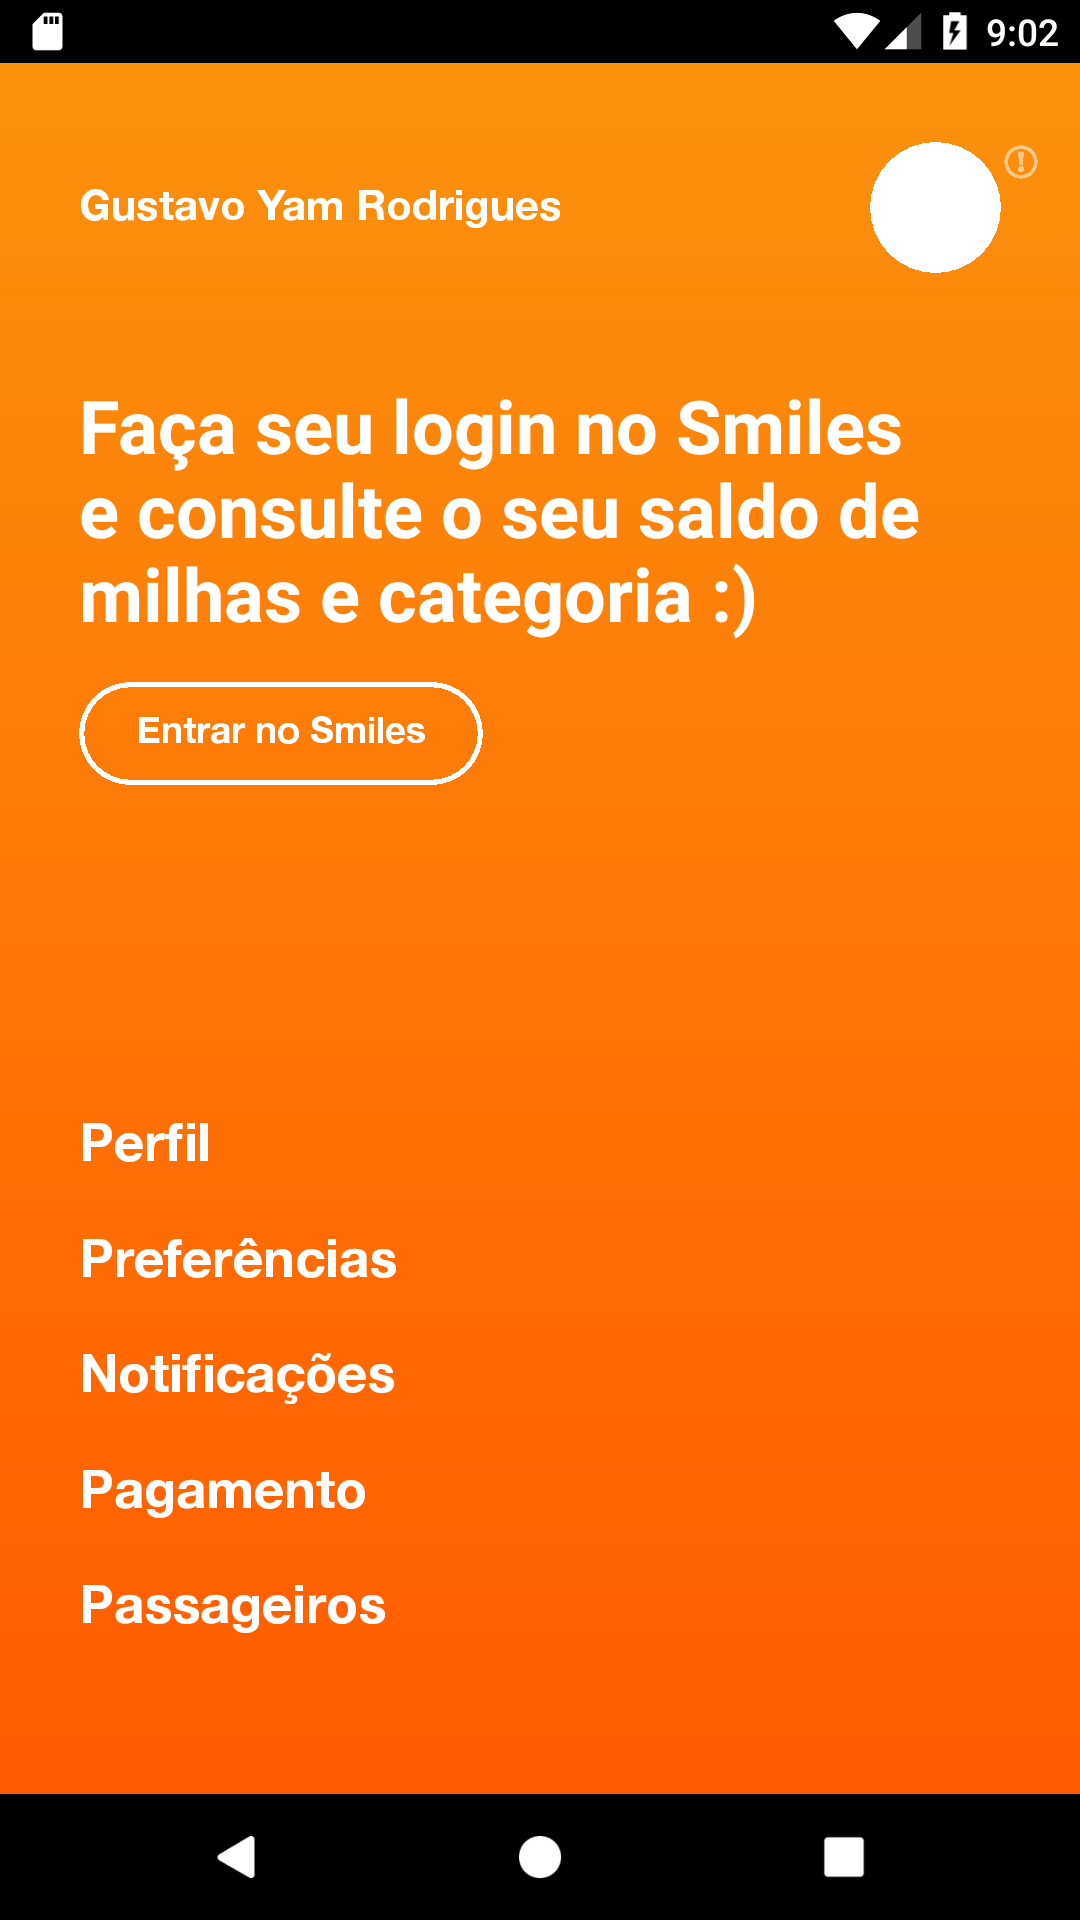 9:02
Gustavo Yam Rodrigues
Faça seu login no Smiles
e consulte o seu saldo de
milhas e categoria :)
Entrar no Smiles
Perfil
Preferências
Notificações
Pagamento
Passageiros